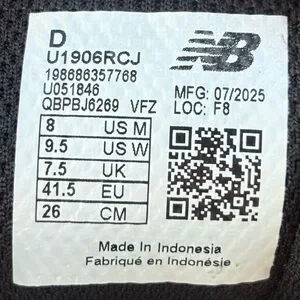 D
U1906RCJ
198686357768
U051846
QBPBJ6269 VFZ
NB
MFG: 07/2025
LOC: F8
8 US M
9.5 US W
7.5 UK
41.5 EU
26 CM
Made In Indonesia
Fabriqué en Indonésie